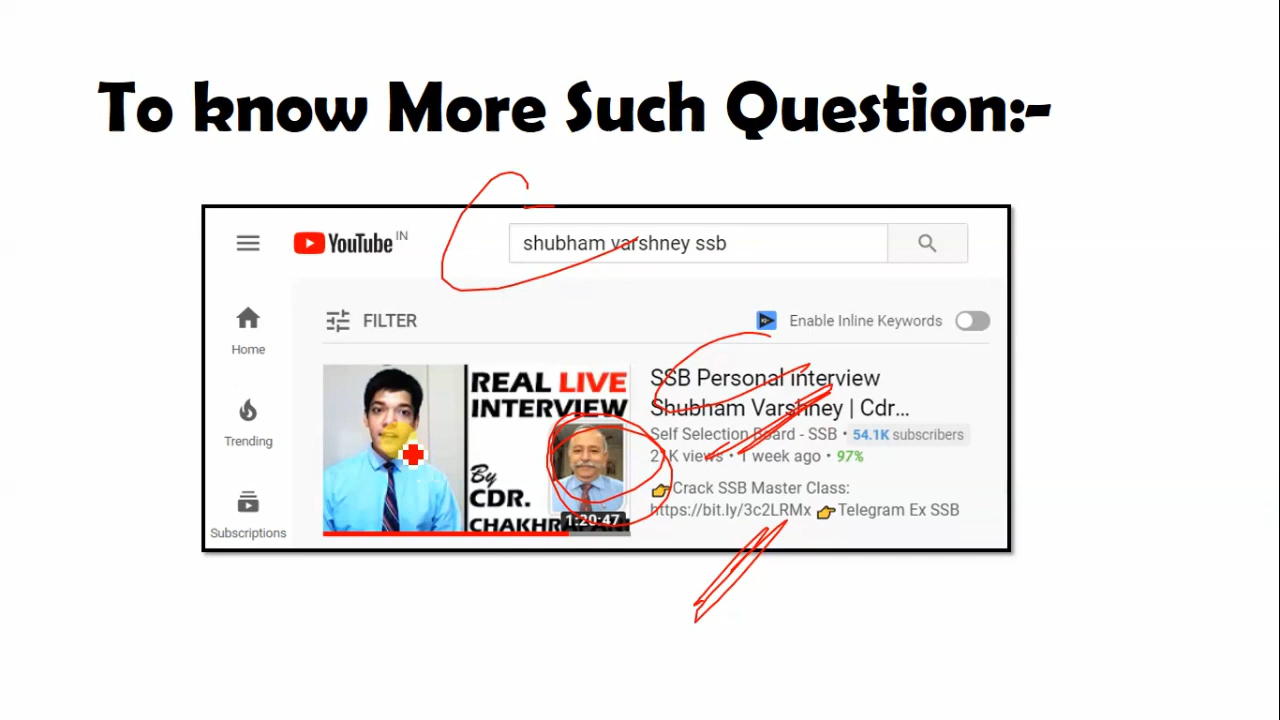 To know More Such Question:-
YouTube IN
shubham varshney ssb
FILTER
Enable Inline Keywords
Home
Trending
Subscriptions
REAL LIVE
INTERVIEW
By
CDR.
1:20:47
SSB Personal interview
Shubham Varshney | Cdr...
Self Selection Board - SSB • 54.1K subscribers
views • 1 week ago • 97%
👉Crack SSB Master Class:
https://bit.ly/3c2LRMx 👉Telegram Ex SSB